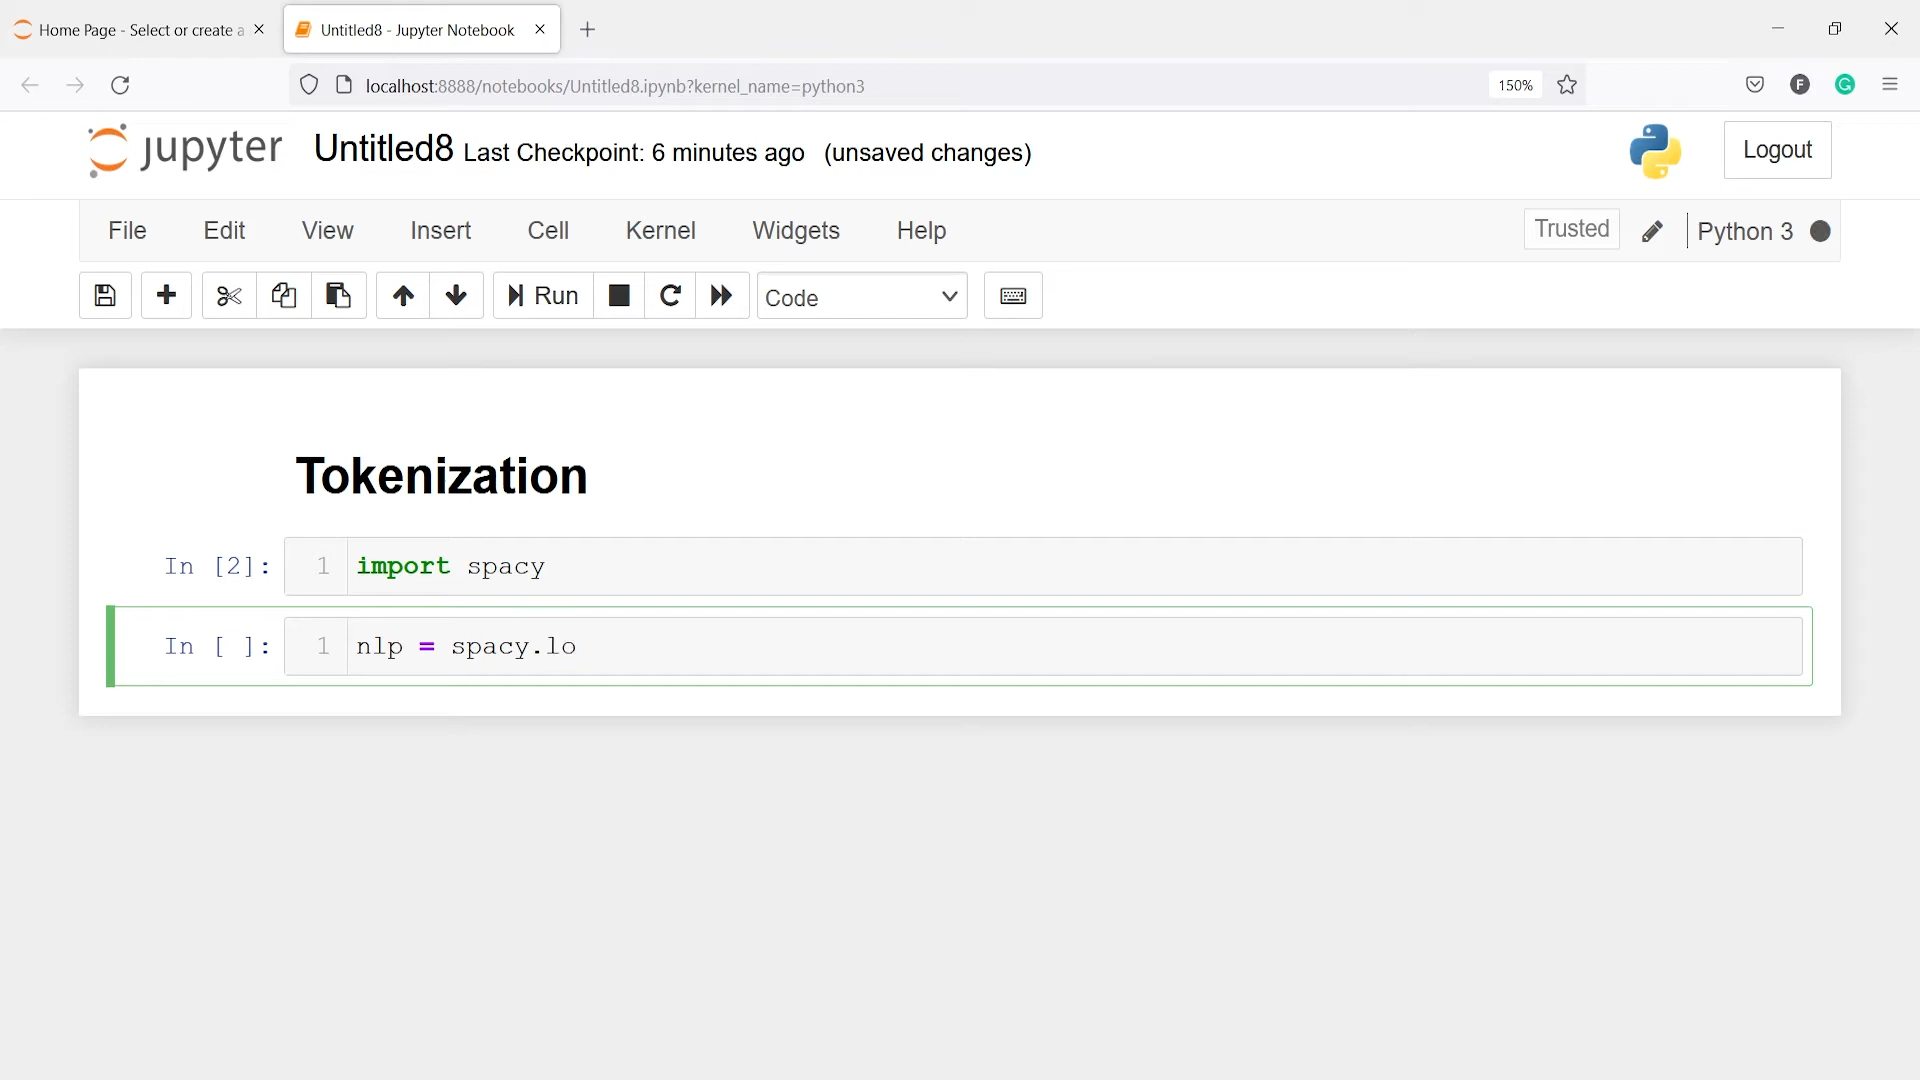 Home Page - Select or create a
Untitled8 - Jupyter Notebook
localhost:8888/notebooks/Untitled8.ipynb?kernel_name=python3
150%
F
G
jupyter Untitled8 Last Checkpoint: 6 minutes ago (unsaved changes)
Logout
File Edit View Insert Cell Kernel Widgets Help
Trusted
Python 3
Run
Code
Tokenization
In [2]: 1 import spacy
In [ ]: 1 nlp = spacy.lo